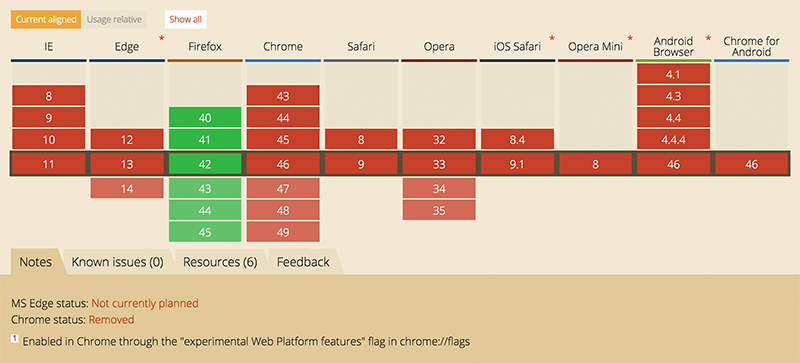 Current aligned Usage relative Show all
IE Edge * Firefox Chrome Safari Opera iOS Safari * Opera Mini * Android Browser * Chrome for Android
4.1
8 43 4.3
9 40 44 4.4
10 12 41 45 8 32 8.4 4.4.4
11 13 42 46 9 33 9.1 8 46 46
14 43 47 34
44 48 35
45 49
Notes Known issues (0) Resources (6) Feedback
MS Edge status: Not currently planned
Chrome status: Removed
1 Enabled in Chrome through the "experimental Web Platform features" flag in chrome://flags